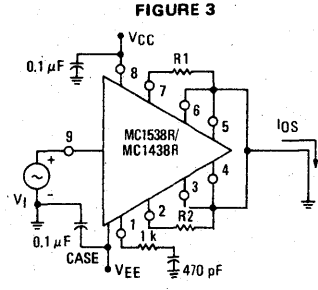 FIGURE 3
VCC
0.1 µF
8
R1
7
6
5
IOS
9
MC1538R/
MC1438R
+
VI
-
4
3
2
R2
1
1 k
0.1 µF
CASE
VEE
470 pF